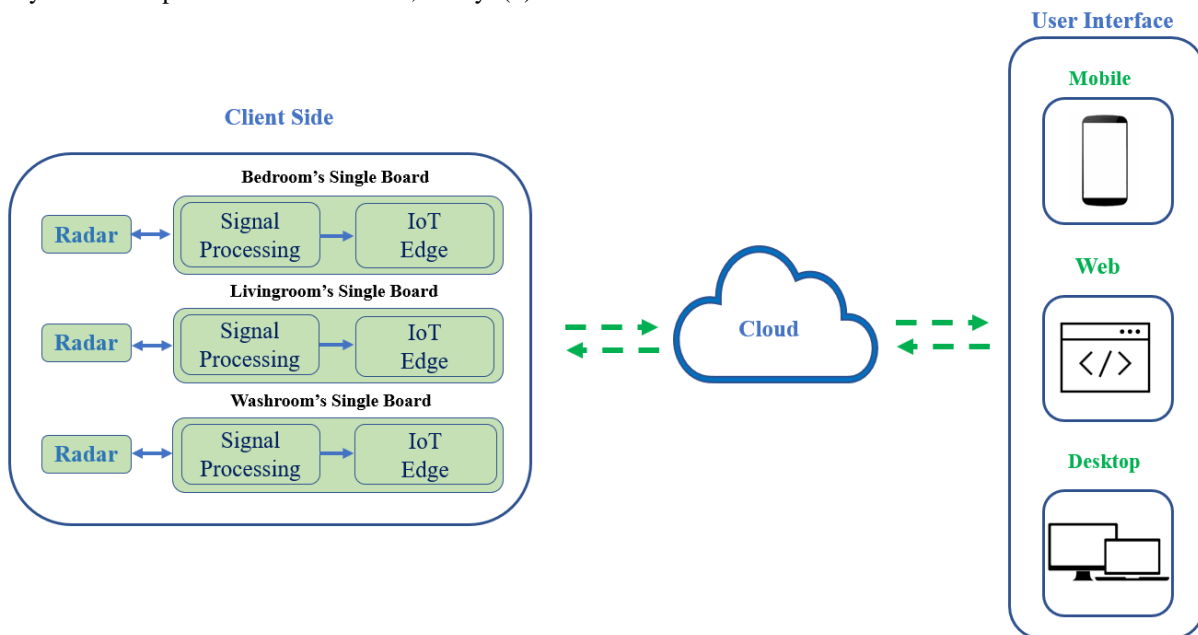 User Interface
Client Side
Bedroom's Single Board
Radar
Signal
Processing
IoT
Edge
Livingroom's Single Board
Radar
Signal
Processing
IoT
Edge
Washroom's Single Board
Radar
Signal
Processing
IoT
Edge
Cloud
Mobile
Web
</>
Desktop